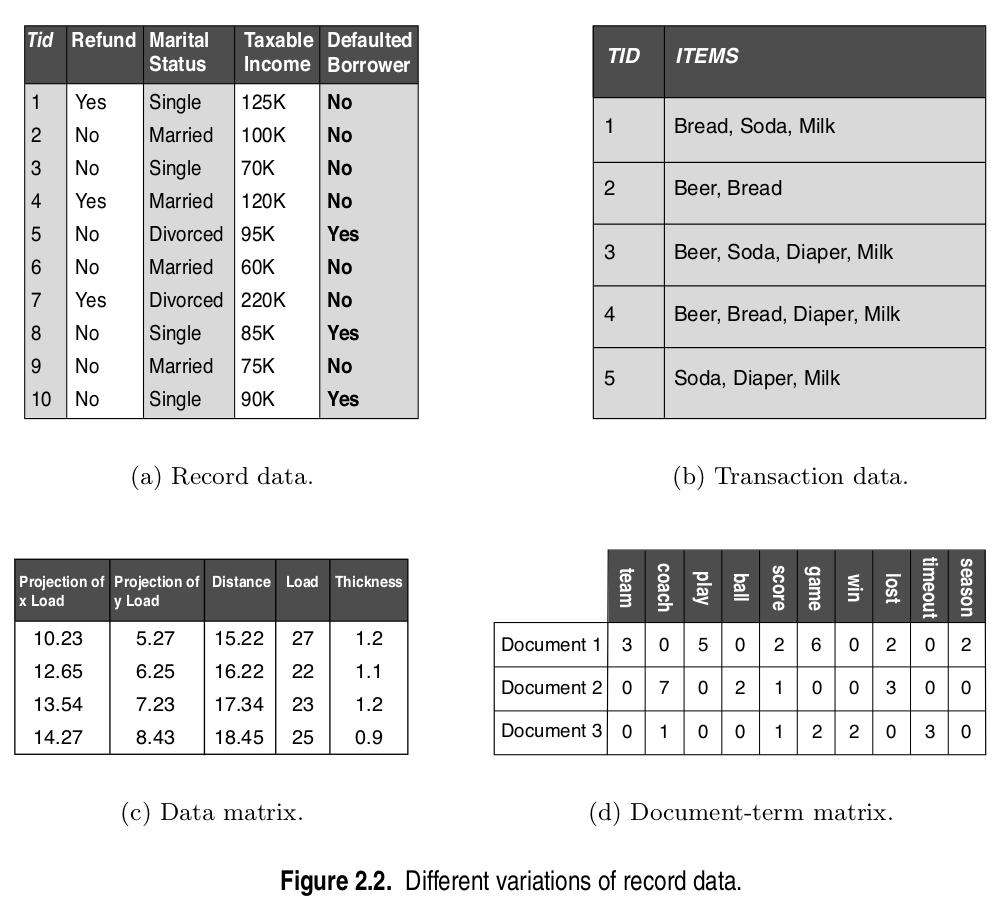 Tid Refund Marital Status Taxable Income Defaulted Borrower
1 Yes Single 125K No
2 No Married 100K No
3 No Single 70K No
4 Yes Married 120K No
5 No Divorced 95K Yes
6 No Married 60K No
7 Yes Divorced 220K No
8 No Single 85K Yes
9 No Married 75K No
10 No Single 90K Yes
(a) Record data.
TID ITEMS
1 Bread, Soda, Milk
2 Beer, Bread
3 Beer, Soda, Diaper, Milk
4 Beer, Bread, Diaper, Milk
5 Soda, Diaper, Milk
(b) Transaction data.
Projection of x Load Projection of y Load Distance Load Thickness
10.23 5.27 15.22 27 1.2
12.65 6.25 16.22 22 1.1
13.54 7.23 17.34 23 1.2
14.27 8.43 18.45 25 0.9
(c) Data matrix.
team coach play ball score game win lost timeout season
Document 1 3 0 5 0 2 6 0 2 0 2
Document 2 0 7 0 2 1 0 0 3 0 0
Document 3 0 1 0 0 1 2 2 0 3 0
(d) Document-term matrix.
Figure 2.2. Different variations of record data.